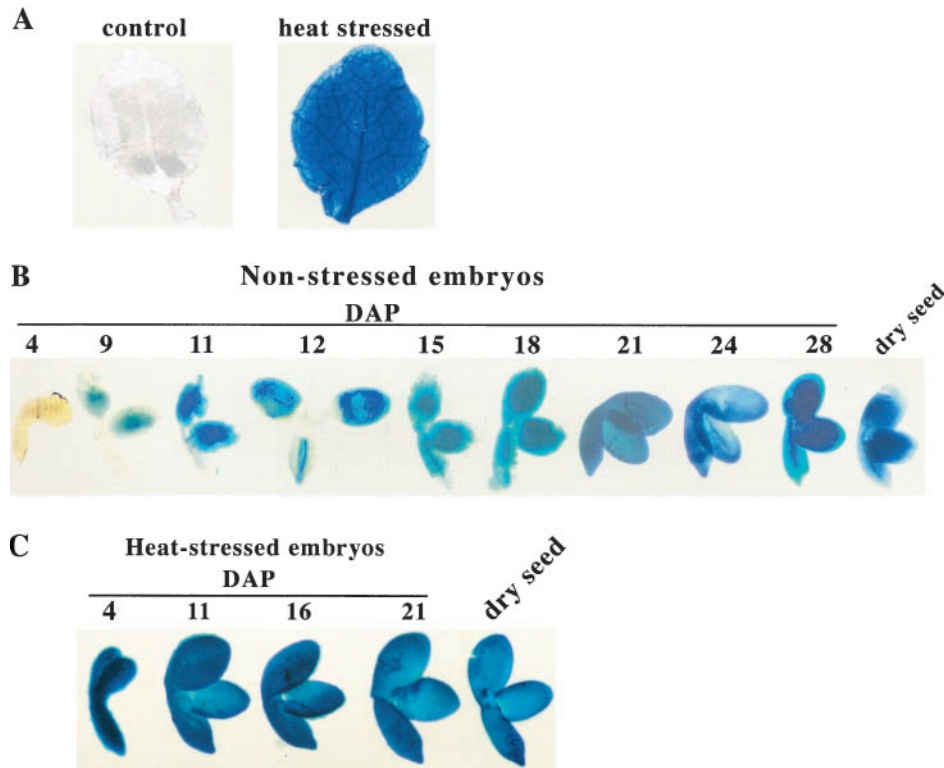 A
control heat stressed
B
Non-stressed embryos
DAP
4 9 11 12 15 18 21 24 28 dry seed
C
Heat-stressed embryos
DAP
4 11 16 21 dry seed